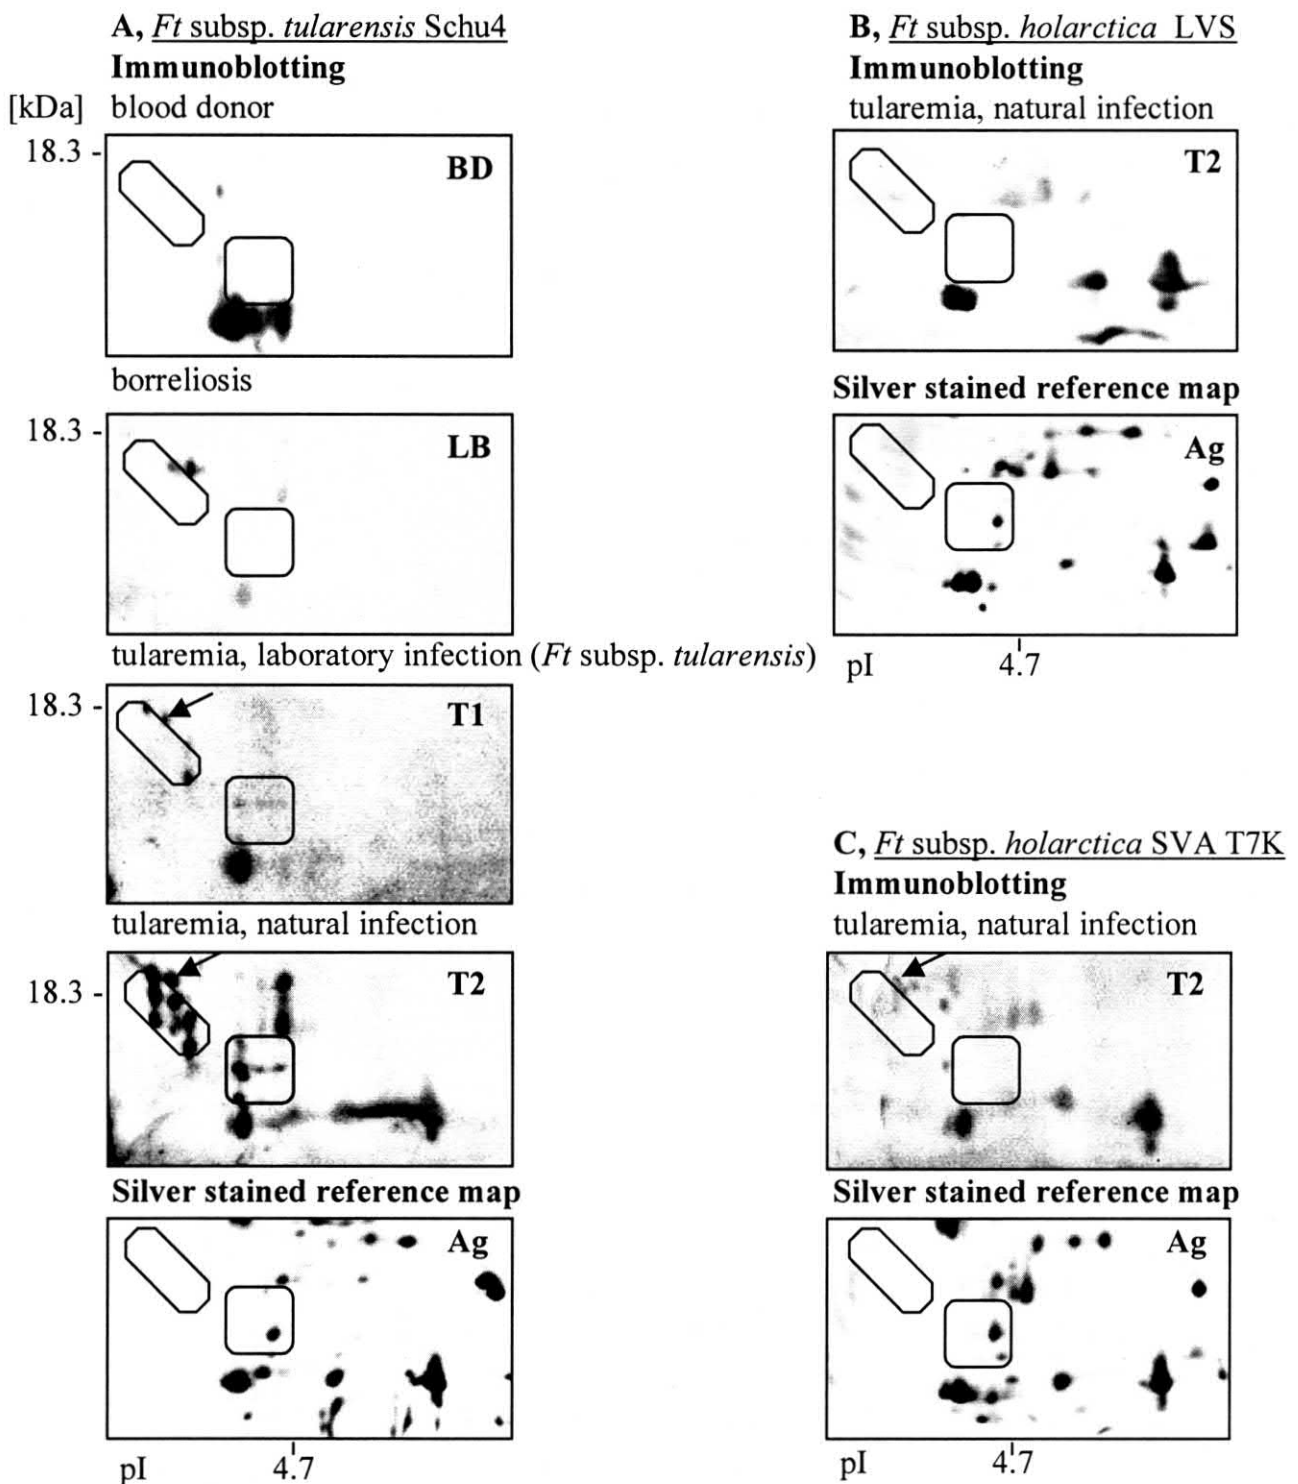 A, Ft subsp. tularensis Schu4
Immunoblotting
[kDa] blood donor
18.3 -
BD
borreliosis
18.3 -
LB
tularemia, laboratory infection (Ft subsp. tularensis)
18.3 -
T1
tularemia, natural infection
18.3 -
T2
Silver stained reference map
Ag
pI 4.7
B, Ft subsp. holarctica LVS
Immunoblotting
tularemia, natural infection
T2
Silver stained reference map
Ag
pI 4.7
C, Ft subsp. holarctica SVA T7K
Immunoblotting
tularemia, natural infection
T2
Silver stained reference map
Ag
pI 4.7